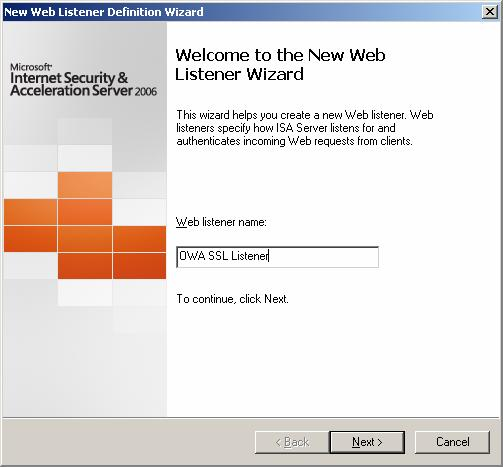 New Web Listener Definition Wizard
Microsoft
Internet Security &
Acceleration Server 2006
Welcome to the New Web
Listener Wizard
This wizard helps you create a new Web listener. Web
listeners specify how ISA Server listens for and
authenticates incoming Web requests from clients.
Web listener name:
OWA SSL Listener
To continue, click Next.
< Back
Next >
Cancel